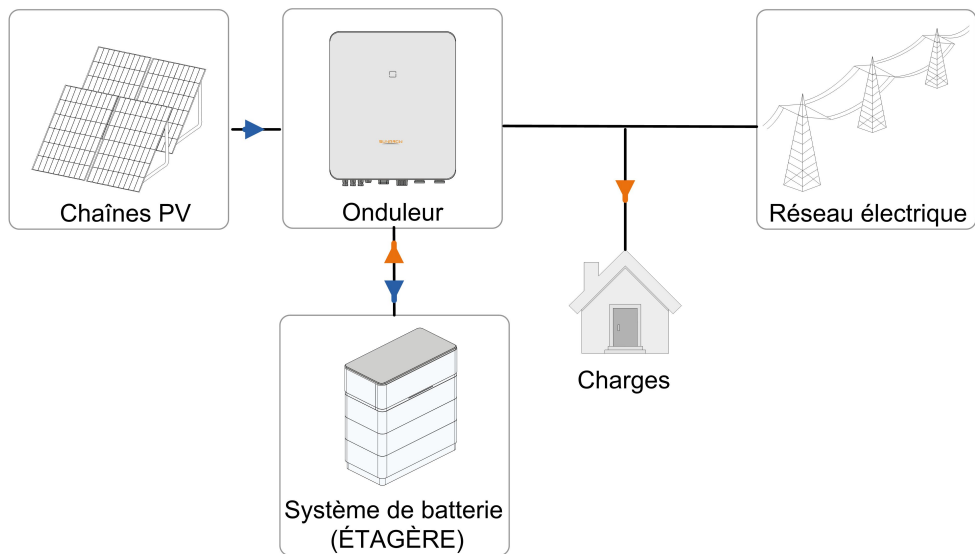 Chaînes PV
Onduleur
Réseau électrique
Charges
Système de batterie
(ÉTAGÈRE)